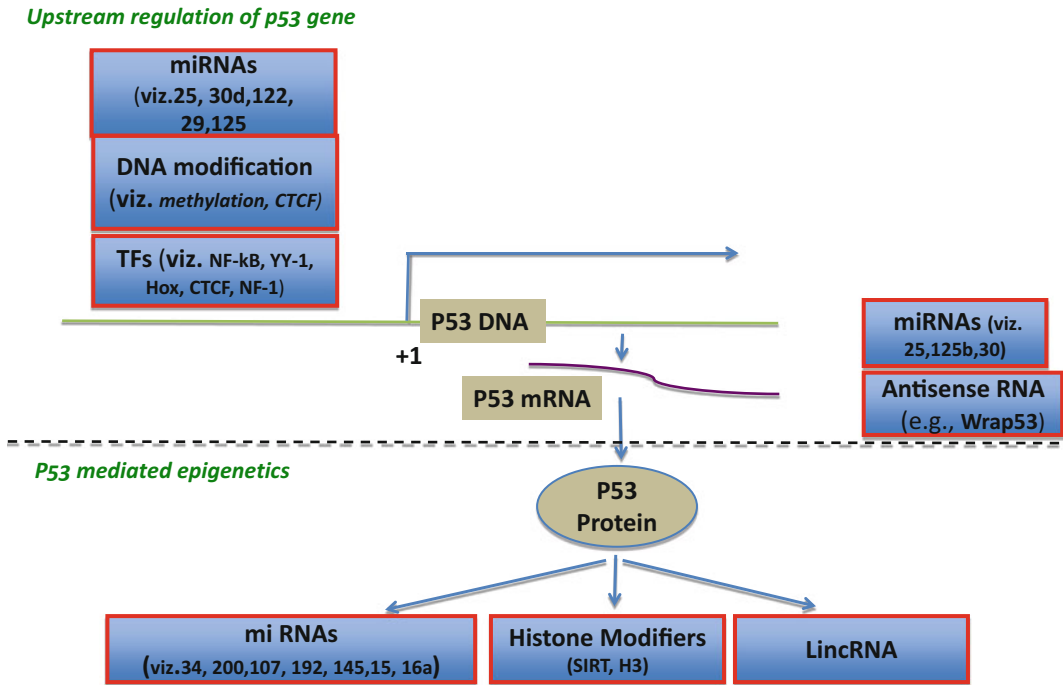 Upstream regulation of p53 gene
miRNAs
(viz.25, 30d,122,
29,125
DNA modification
(viz. methylation, CTCF)
TFs (viz. NF-kB, YY-1,
Hox, CTCF, NF-1)
P53 DNA
+1
miRNAs (viz.
25,125b,30)
P53 mRNA
Antisense RNA
(e.g., Wrap53)
P53 mediated epigenetics
P53
Protein
mi RNAs
(viz.34, 200,107, 192, 145,15, 16a)
Histone Modifiers
(SIRT, H3)
LincRNA